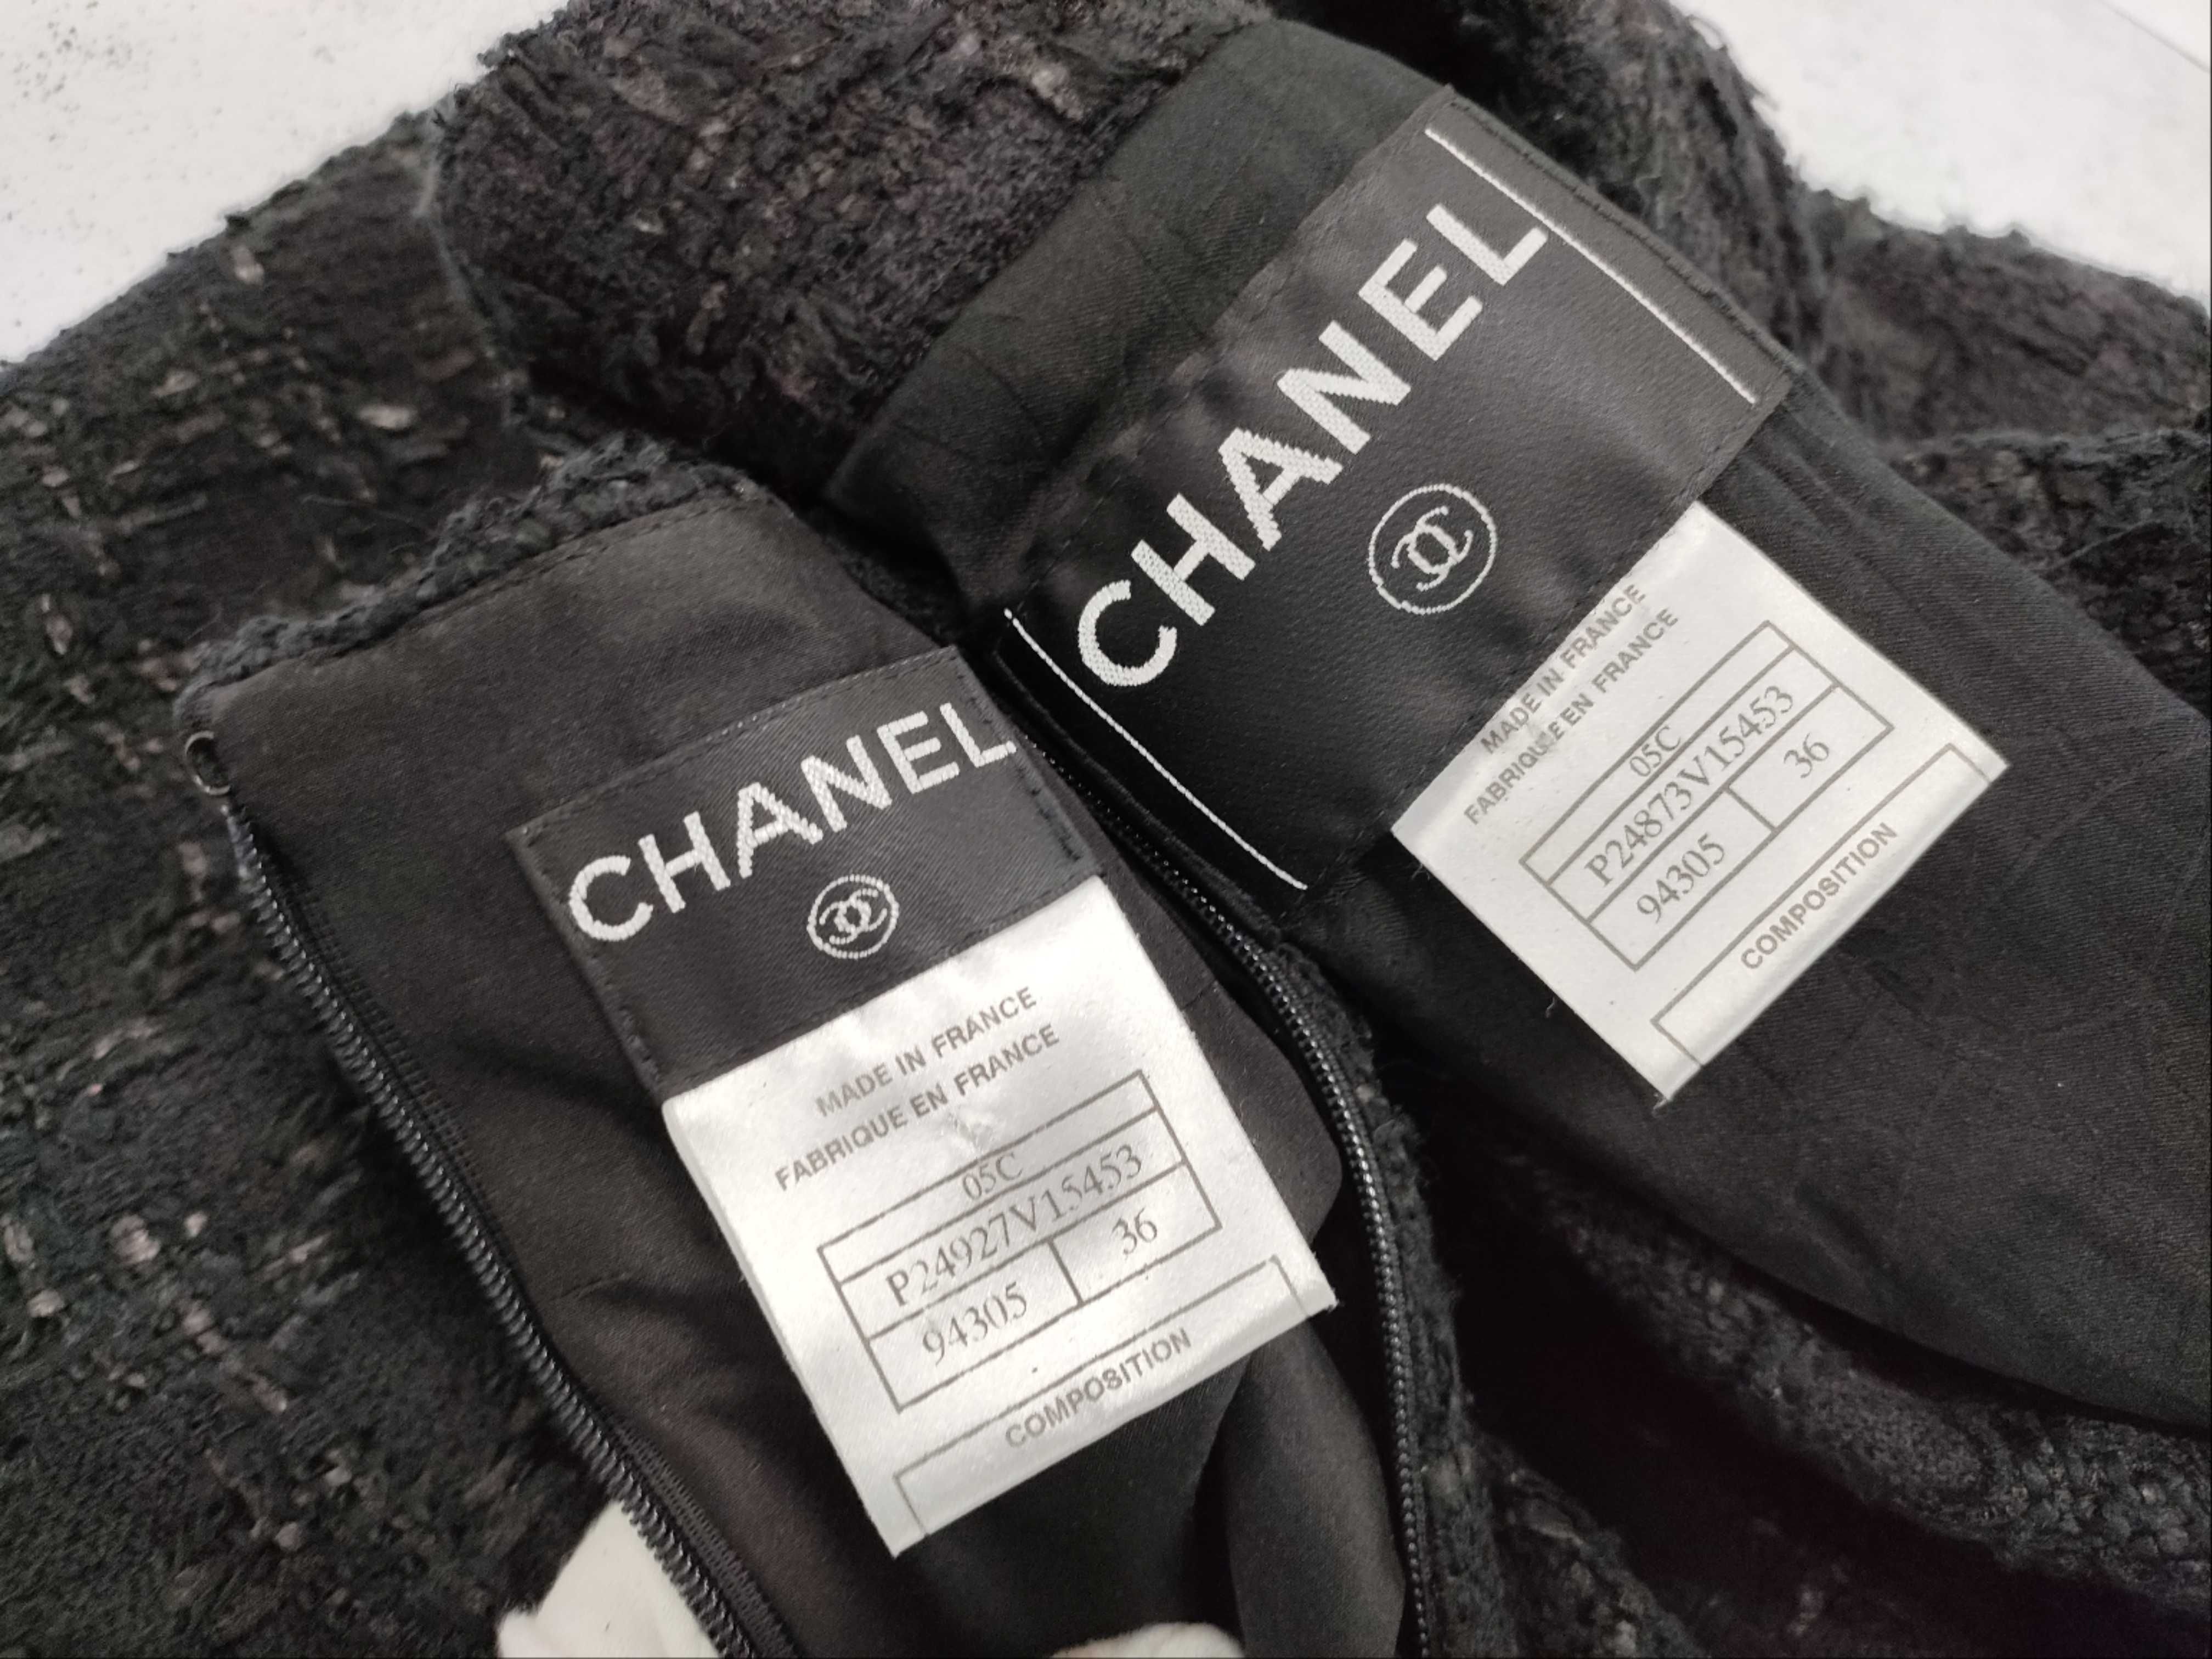 CHANEL
MADE IN FRANCE
FABRIQUE EN FRANCE
05C
P24927V15453
94305 36
COMPOSITION
CHANEL
MADE IN FRANCE
FABRIQUE EN FRANCE
05C
P24873V15453
94305 36
COMPOSITION